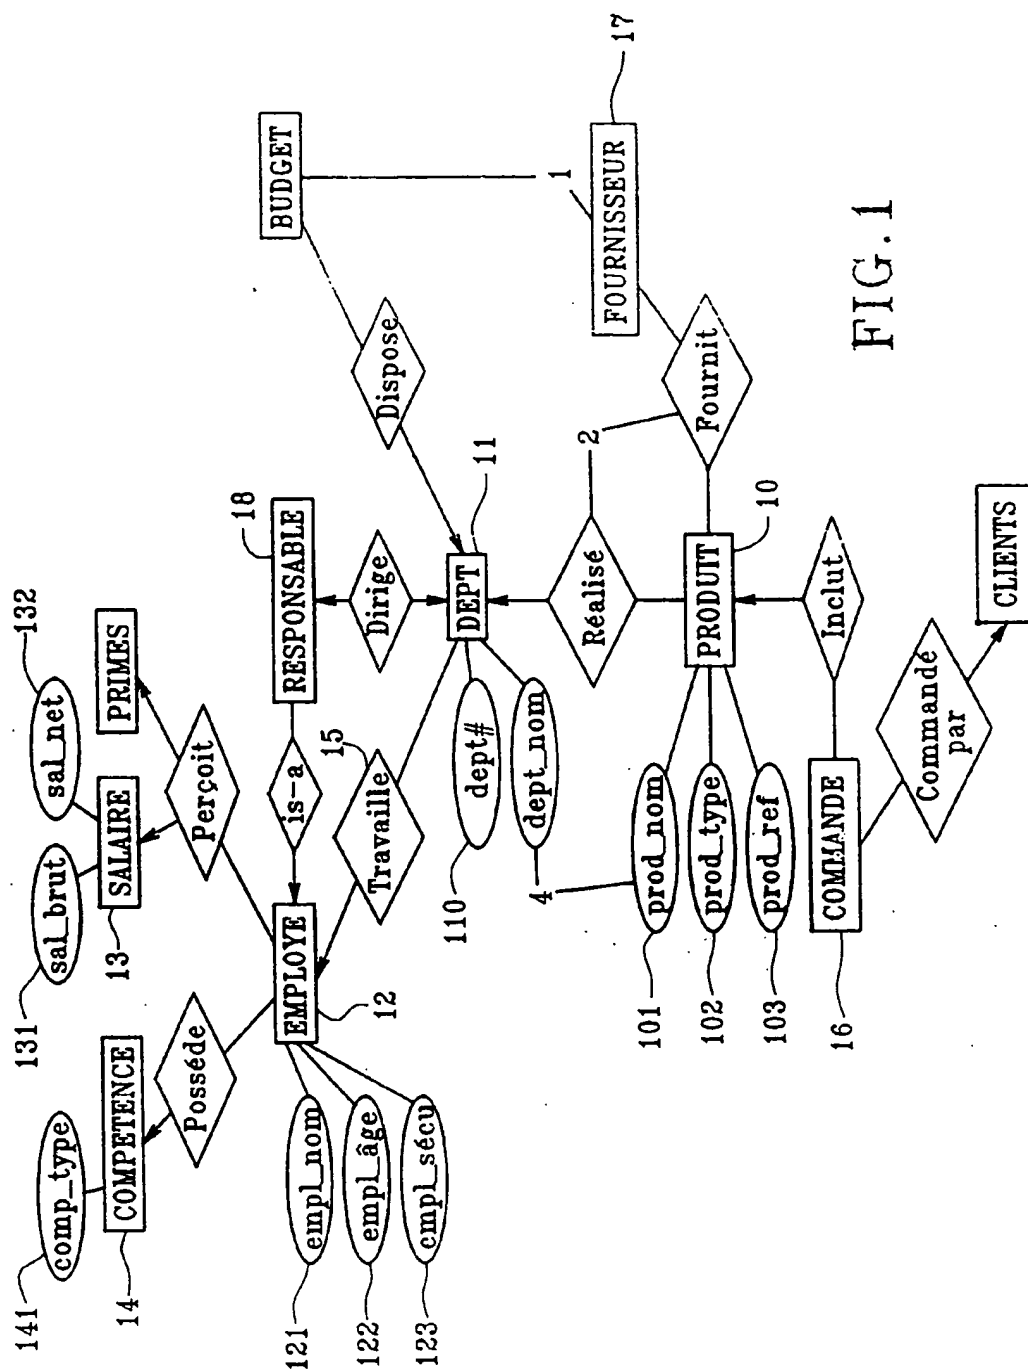 141
131
132
comp_type
sal_brut
sal_net
14
COMPETENCE
13
SALAIRE
PRIMES
Posséde
Perçoit
18
121
empl_nom
EMPLOYE
is-a
RESPONSABLE
BUDGET
15
122
empl_âge
12
Travaille
Dirige
Dispose
123
cmpl_sécu
110
dept#
DEPT
11
4
dept_nom
1
Réalisé
2
FOURNISSEUR
17
101
prod_nom
102
prod_type
PRODUIT
10
Fournit
103
prod_ref
16
COMMANDE
Inclut
FIG.1
Commandé
par
CLIENTS